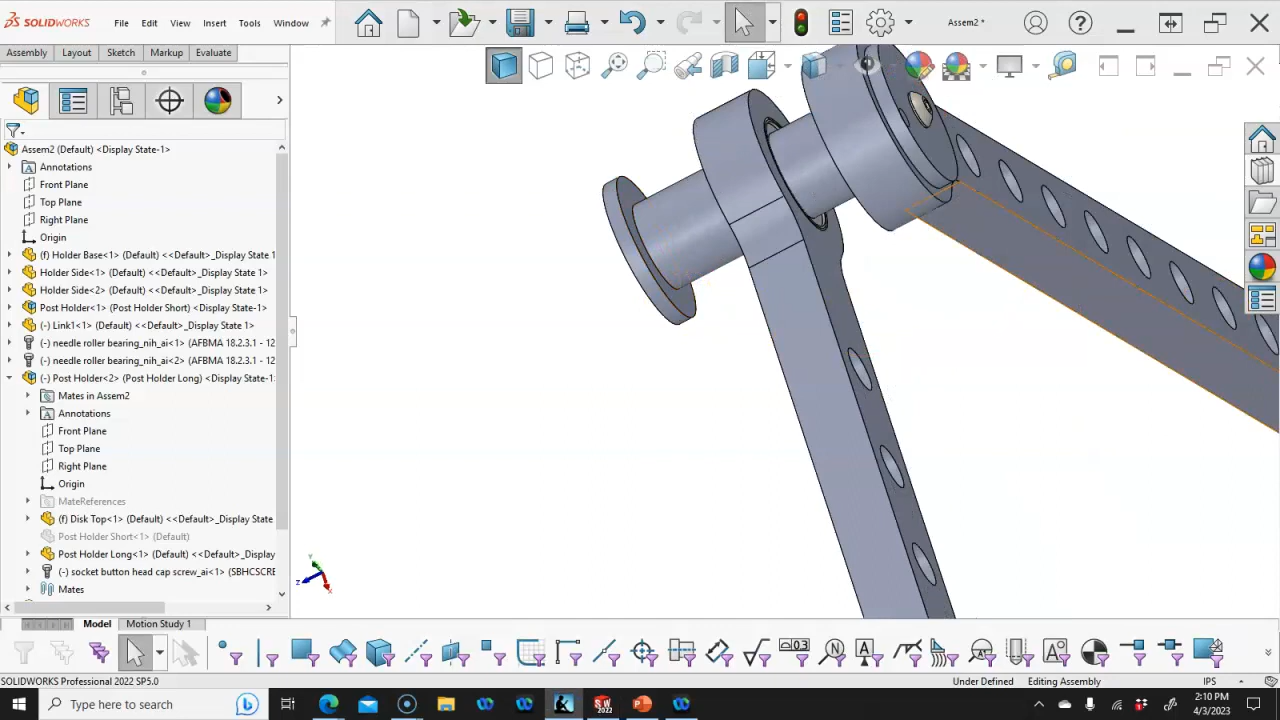 SOLIDWORKS File Edit View Insert Tools Window Assem2 *
Assembly Layout Sketch Markup Evaluate
Assem2 (Default) <Display State-1>
Annotations
Front Plane
Top Plane
Right Plane
Origin
(f) Holder Base<1> (Default) <<Default>_Display State 1
Holder Side<1> (Default) <<Default>_Display State 1>
Holder Side<2> (Default) <<Default>_Display State 1>
Post Holder<1> (Post Holder Short) <Display State-1>
(-) Link1<1> (Default) <<Default>_Display State 1>
(-) needle roller bearing_nih_ai<1> (AFBMA 18.2.3.1 - 12
(-) needle roller bearing_nih_ai<2> (AFBMA 18.2.3.1 - 12
(-) Post Holder<2> (Post Holder Long) <Display State-1>
Mates in Assem2
Annotations
Front Plane
Top Plane
Right Plane
Origin
MateReferences
(f) Disk Top<1> (Default) <<Default>_Display State
Post Holder Short<1> (Default)
Post Holder Long<1> (Default) <<Default>_Display
(-) socket button head cap screw_ai<1> (SBHCSCRE
Mates
Y
Z
X
Model Motion Study 1
SOLIDWORKS Professional 2022 SP5.0 Under Defined Editing Assembly IPS
Type here to search
2:10 PM
4/3/2023